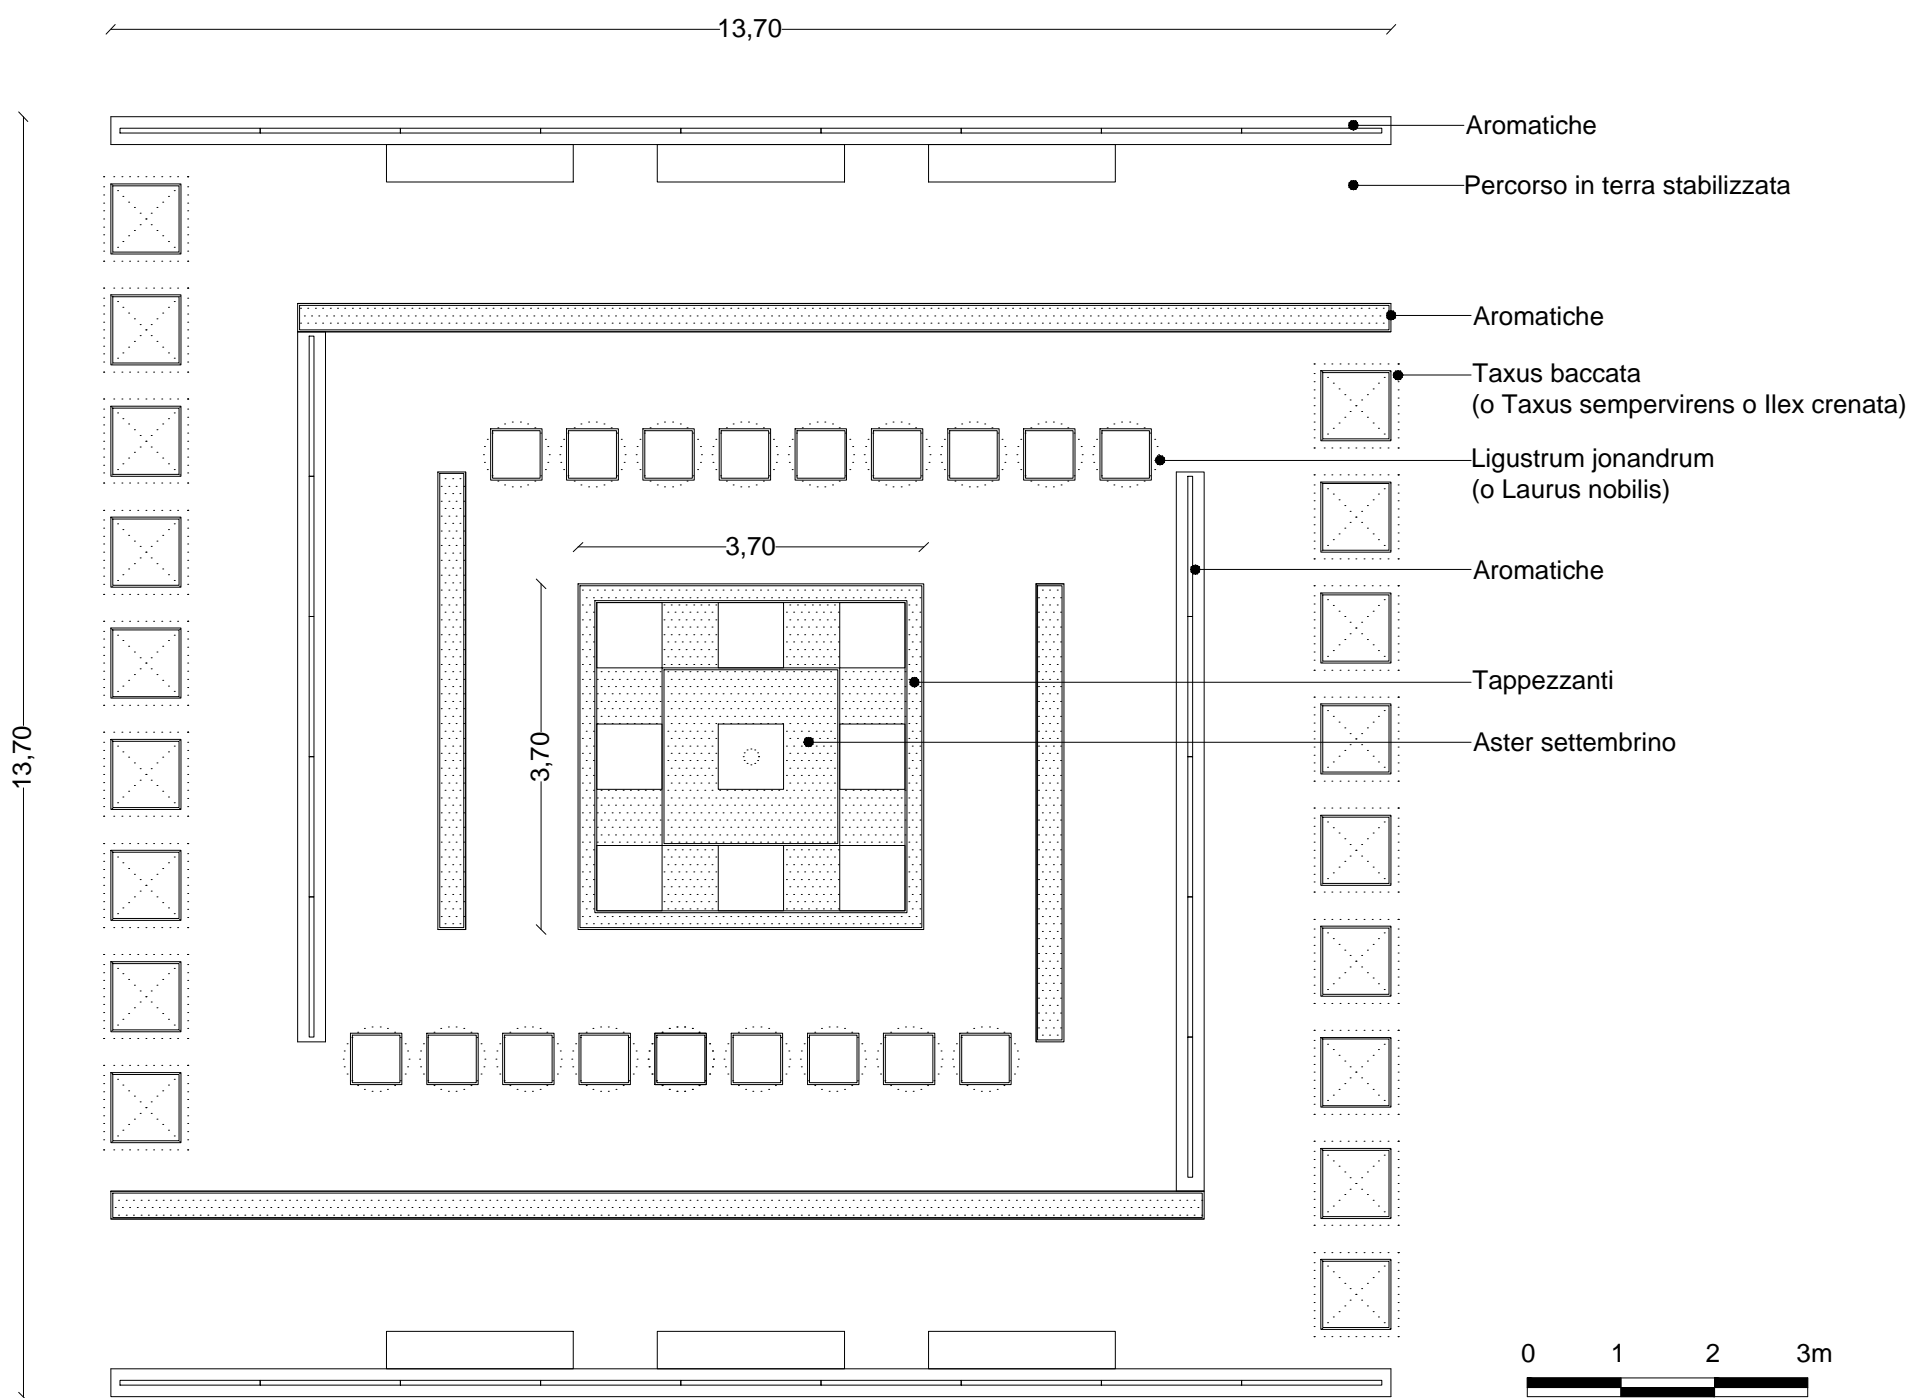 13,70
Aromatiche
Percorso in terra stabilizzata
Aromatiche
Taxus baccata
(o Taxus sempervirens o Ilex crenata)
Ligustrum jonandrum
(o Laurus nobilis)
3,70
Aromatiche
Tappezzanti
3,70
13,70
Aster settembrino
0 1 2 3m